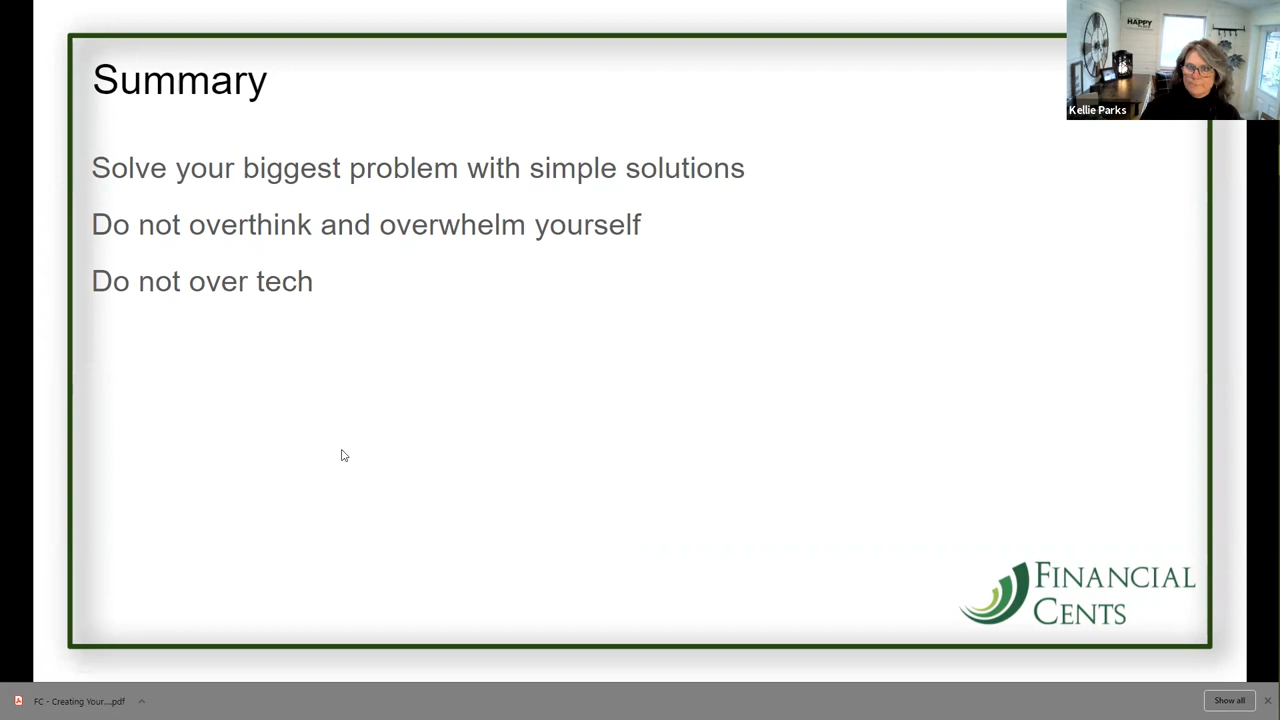 HAPPY
Kellie Parks
Summary
Solve your biggest problem with simple solutions
Do not overthink and overwhelm yourself
Do not over tech
FINANCIAL
CENTS
FC - Creating Your....pdf
Show all